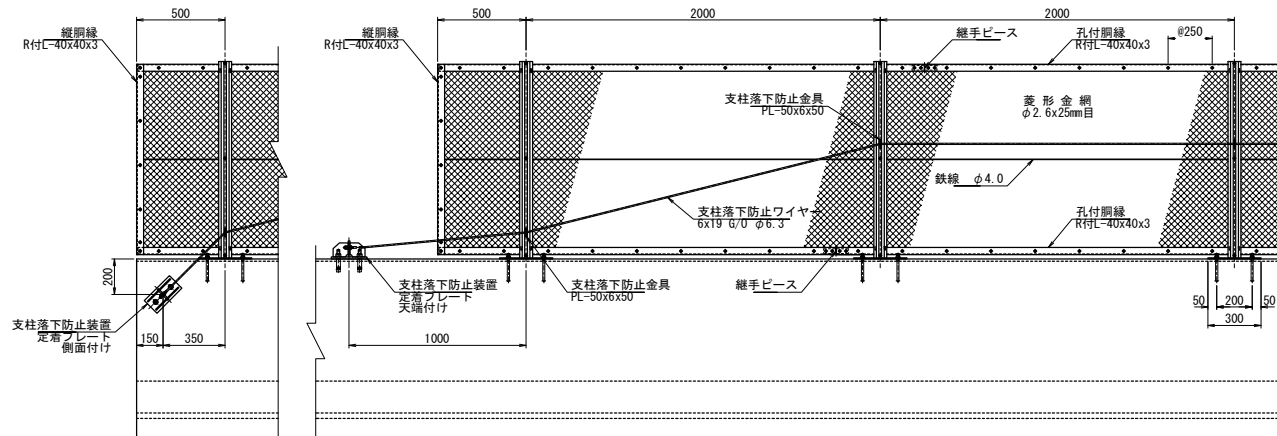 500
500
2000
2000
縦胴縁
R付L-40x40x3
縦胴縁
R付L-40x40x3
継手ピース
孔付胴縁
R付L-40x40x3
@250
支柱落下防止金具
PL-50x6x50
菱形金網
φ2.6x25mm目
鉄線 φ4.0
支柱落下防止ワイヤー
6x19 G/O φ6.3
孔付胴縁
R付L-40x40x3
200
支柱落下防止装置
定着プレート
側面付け
150
350
支柱落下防止装置
定着プレート
天端付け
支柱落下防止金具
PL-50x6x50
継手ピース
1000
50
200
50
300